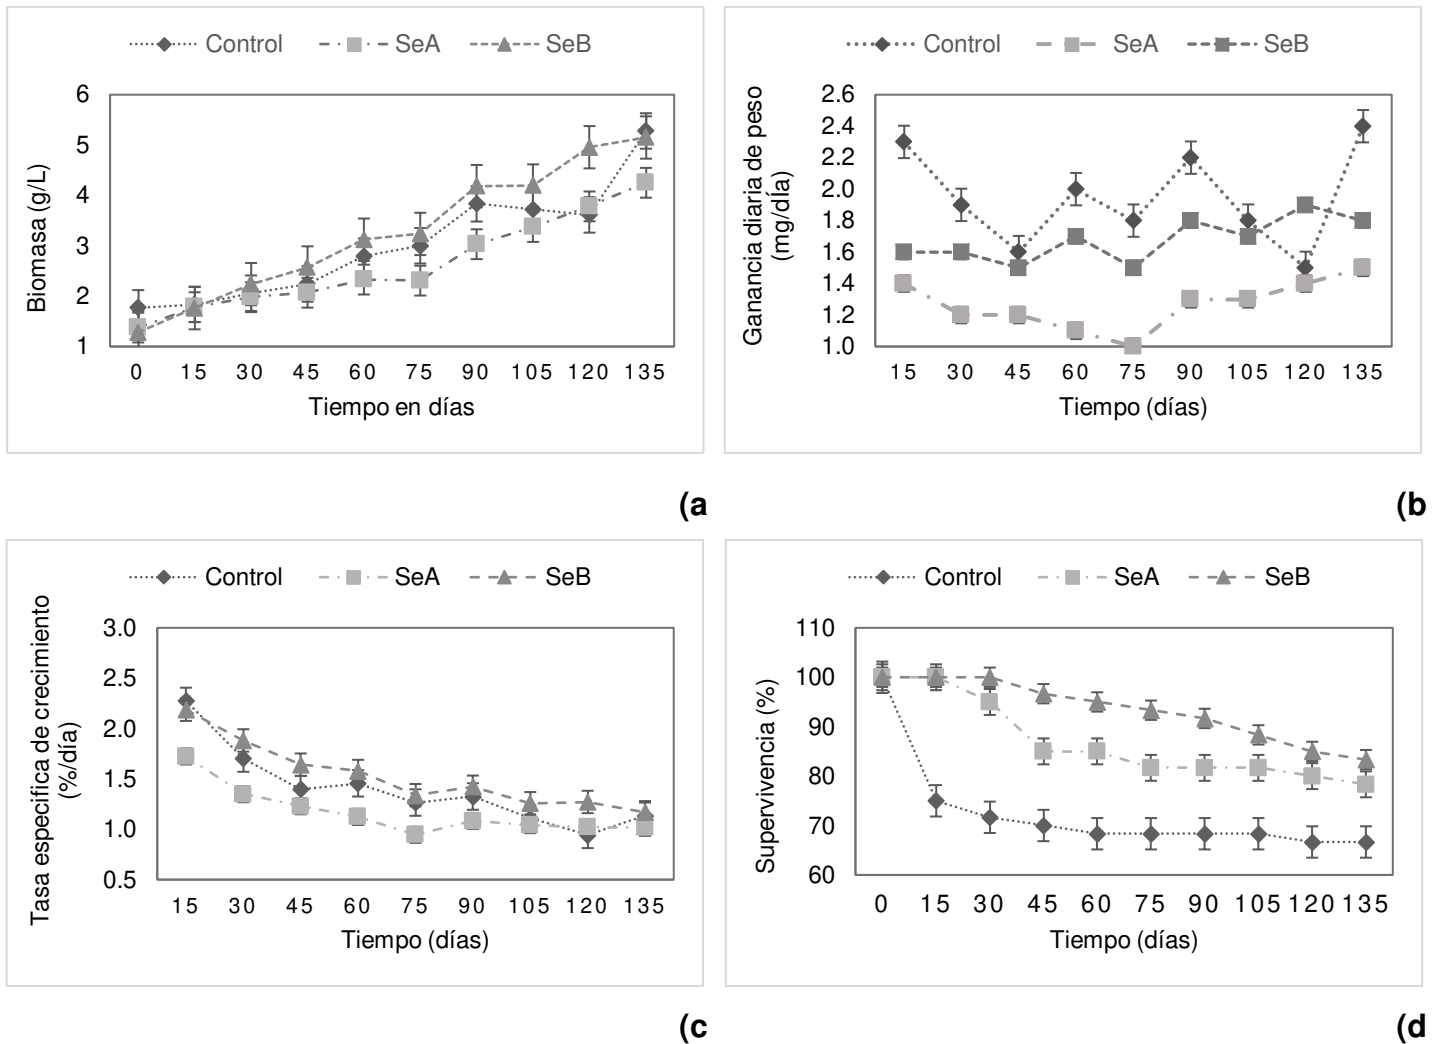 Control SeA SeB
Biomasa (g/L)
6
5
4
3
2
1
0 15 30 45 60 75 90 105 120 135
Tiempo en días
(a
Control SeA SeB
Ganancia diaria de peso
(mg/dÍa)
2.6
2.4
2.2
2.0
1.8
1.6
1.4
1.2
1.0
15 30 45 60 75 90 105 120 135
Tiempo (días)
(b
Control SeA SeB
Tasa especifica de crecimiento
(%/día)
3.0
2.5
2.0
1.5
1.0
0.5
15 30 45 60 75 90 105 120 135
Tiempo (días)
(c
Control SeA SeB
Supervivencia (%)
110
100
90
80
70
60
0 15 30 45 60 75 90 105 120 135
Tiempo (días)
(d